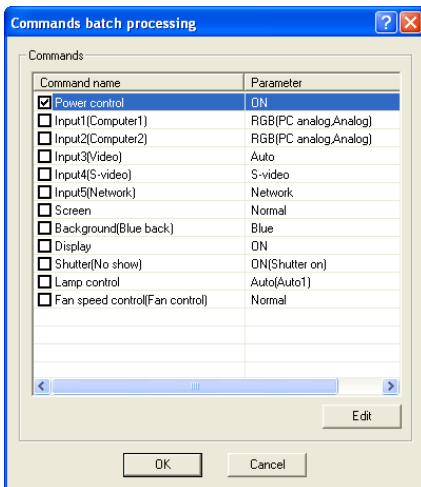 Commands batch processing
Commands
Command name Parameter
Power control ON
Input1(Computer1) RGB(PC analog,Analog)
Input2(Computer2) RGB(PC analog,Analog)
Input3(Video) Auto
Input4(S-video) S-video
Input5(Network) Network
Screen Normal
Background(Blue back) Blue
Display ON
Shutter(No show) ON(Shutter on)
Lamp control Auto(Auto1)
Fan speed control(Fan control) Normal
Edit
OK Cancel